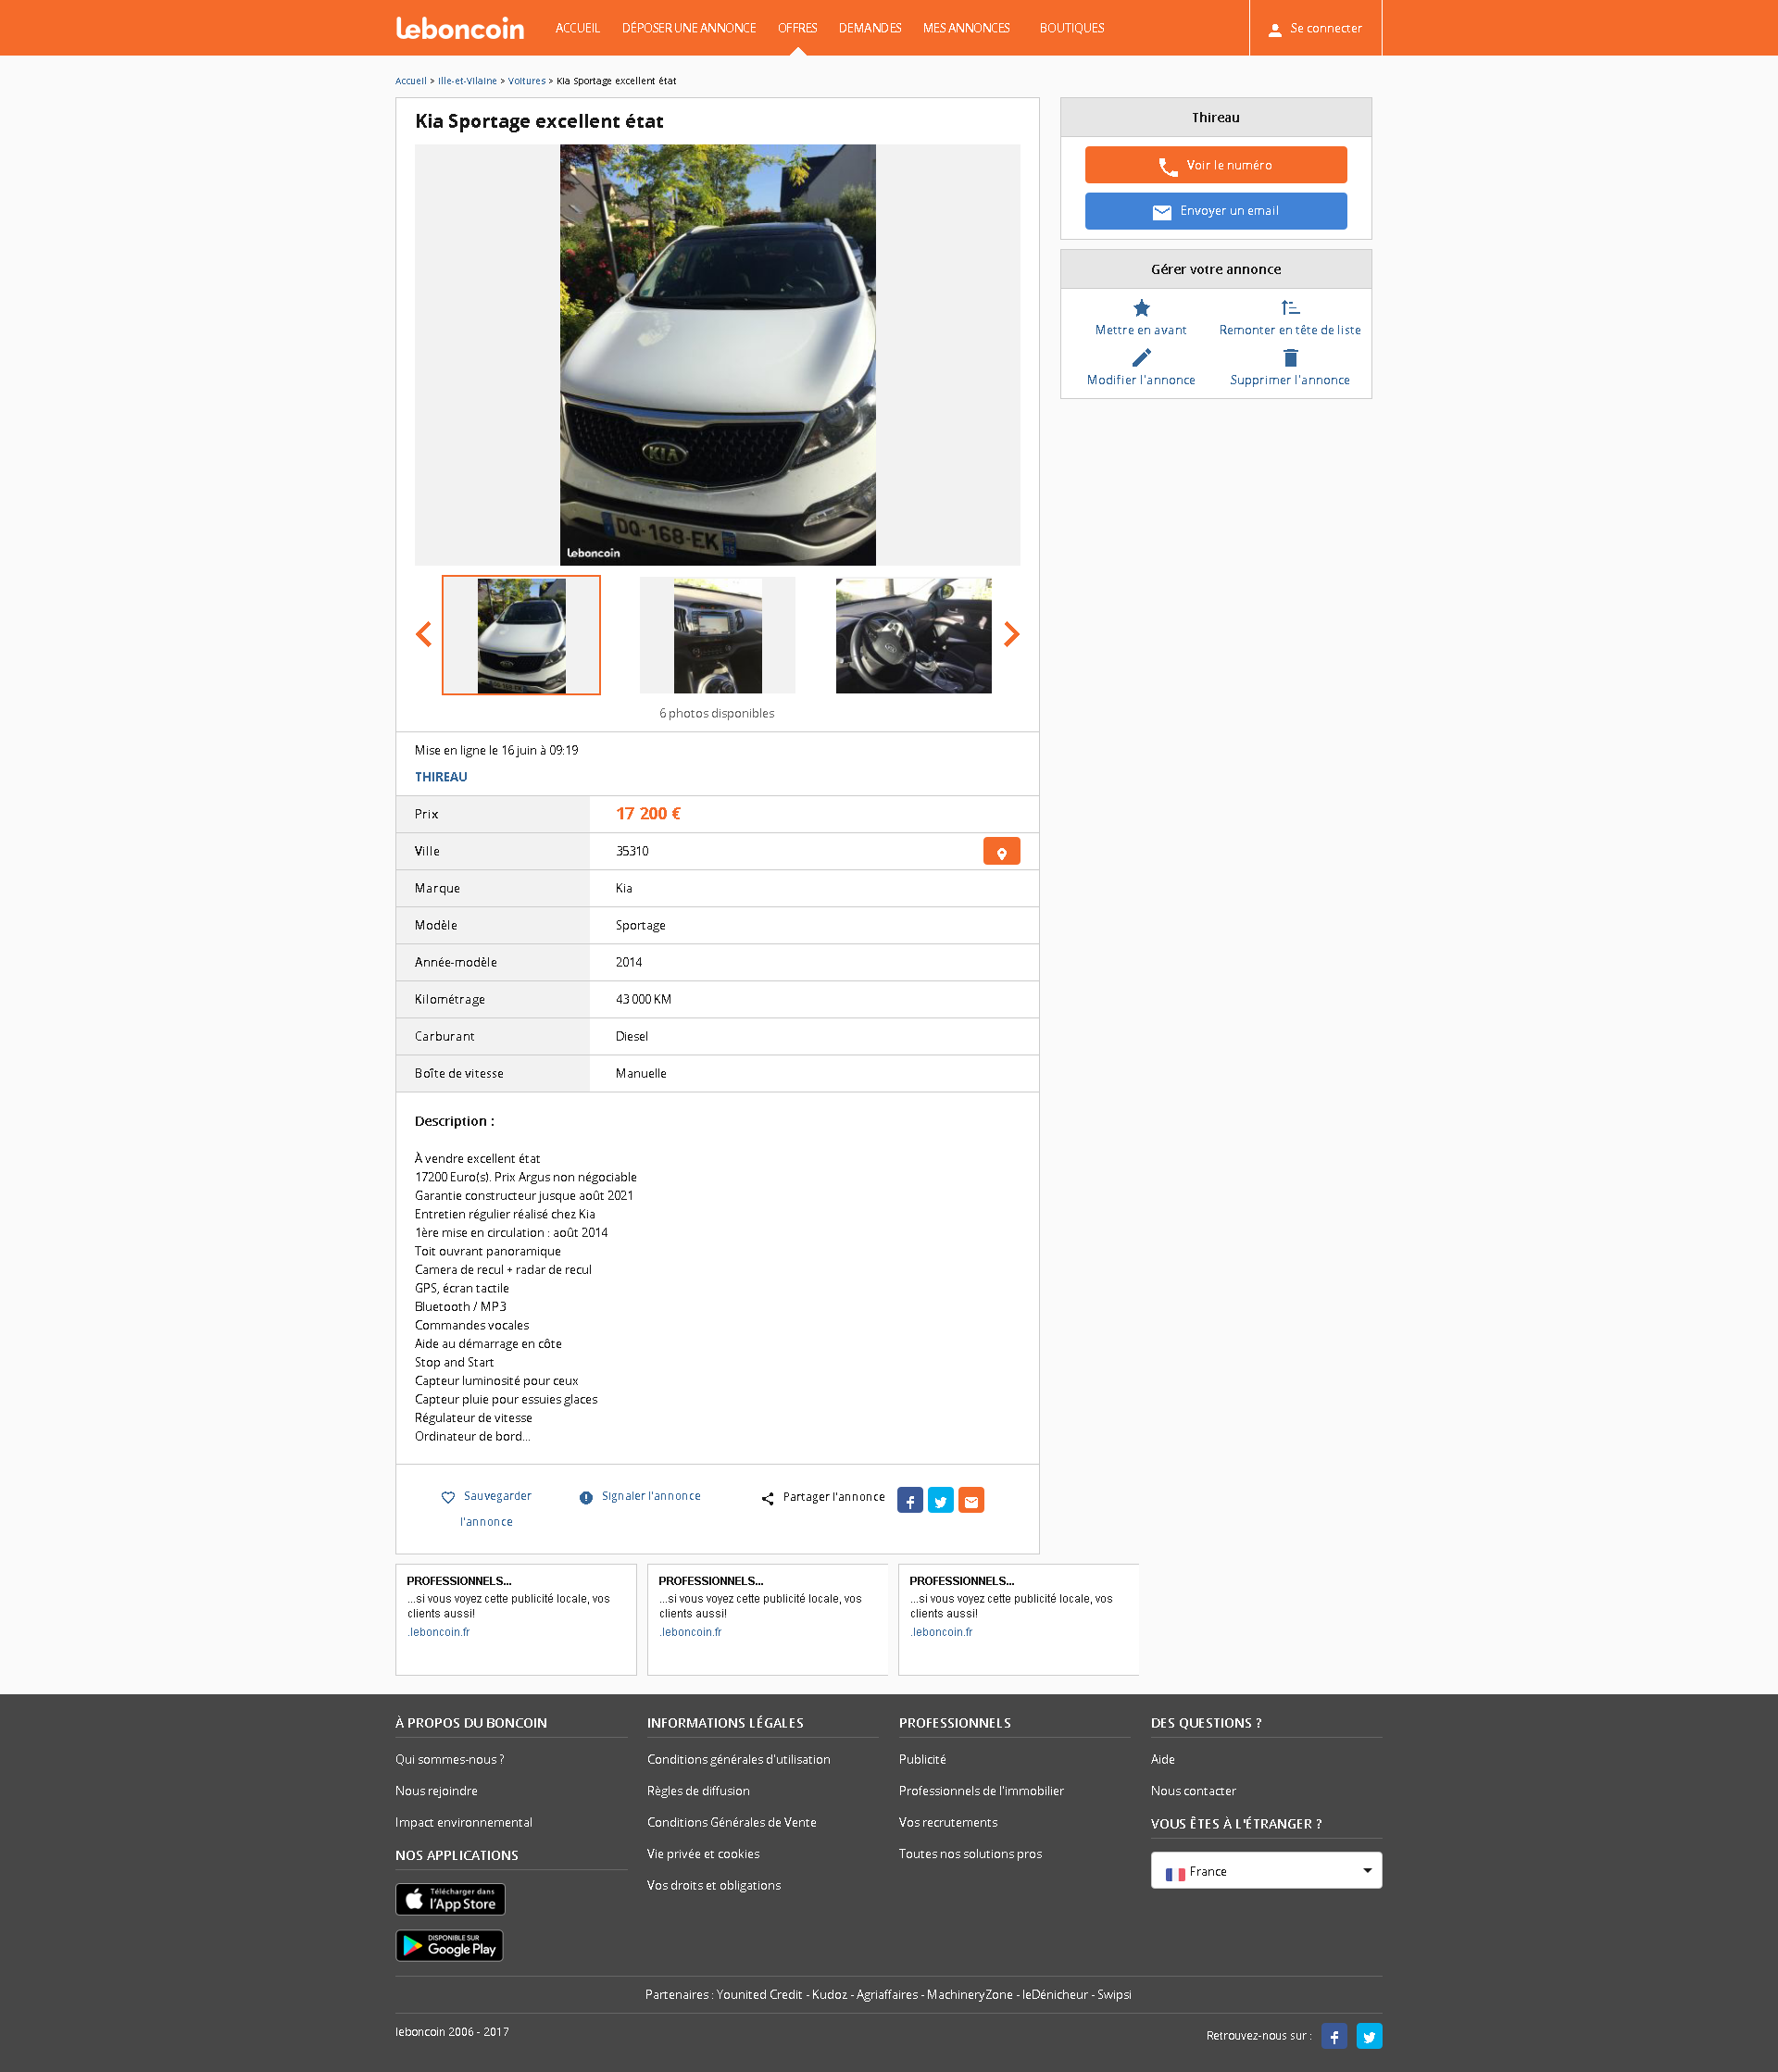 leboncoin
ACCUEIL
DÉPOSER UNE ANNONCE
OFFRES
DEMANDES
MES ANNONCES
BOUTIQUES
Se connecter
Accueil > Ille-et-Vilaine > Voitures > Kia Sportage excellent état
Kia Sportage excellent état
KIA
DQ-168-EK
35
leboncoin
6 photos disponibles
Mise en ligne le 16 juin à 09:19
THIREAU
Prix 17 200 €
Ville 35310
Marque Kia
Modèle Sportage
Année-modèle 2014
Kilométrage 43 000 KM
Carburant Diesel
Boîte de vitesse Manuelle
Description :
À vendre excellent état
17200 Euro(s). Prix Argus non négociable
Garantie constructeur jusque août 2021
Entretien régulier réalisé chez Kia
1ère mise en circulation : août 2014
Toit ouvrant panoramique
Camera de recul + radar de recul
GPS, écran tactile
Bluetooth / MP3
Commandes vocales
Aide au démarrage en côte
Stop and Start
Capteur luminosité pour ceux
Capteur pluie pour essuies glaces
Régulateur de vitesse
Ordinateur de bord...
Sauvegarder
l'annonce
Signaler l'annonce
Partager l'annonce
Thireau
Voir le numéro
Envoyer un email
Gérer votre annonce
Mettre en avant
Remonter en tête de liste
Modifier l'annonce
Supprimer l'annonce
PROFESSIONNELS...
...si vous voyez cette publicité locale, vos
clients aussi!
.leboncoin.fr
PROFESSIONNELS...
...si vous voyez cette publicité locale, vos
clients aussi!
.leboncoin.fr
PROFESSIONNELS...
...si vous voyez cette publicité locale, vos
clients aussi!
.leboncoin.fr
À PROPOS DU BONCOIN
Qui sommes-nous ?
Nous rejoindre
Impact environnemental
NOS APPLICATIONS
Télécharger dans
l'App Store
DISPONIBLE SUR
Google Play
INFORMATIONS LÉGALES
Conditions générales d'utilisation
Règles de diffusion
Conditions Générales de Vente
Vie privée et cookies
Vos droits et obligations
PROFESSIONNELS
Publicité
Professionnels de l'immobilier
Vos recrutements
Toutes nos solutions pros
DES QUESTIONS ?
Aide
Nous contacter
VOUS ÊTES À L'ÉTRANGER ?
France
Partenaires : Younited Credit - Kudoz - Agriaffaires - MachineryZone - leDénicheur - Swipsi
leboncoin 2006 - 2017
Retrouvez-nous sur :